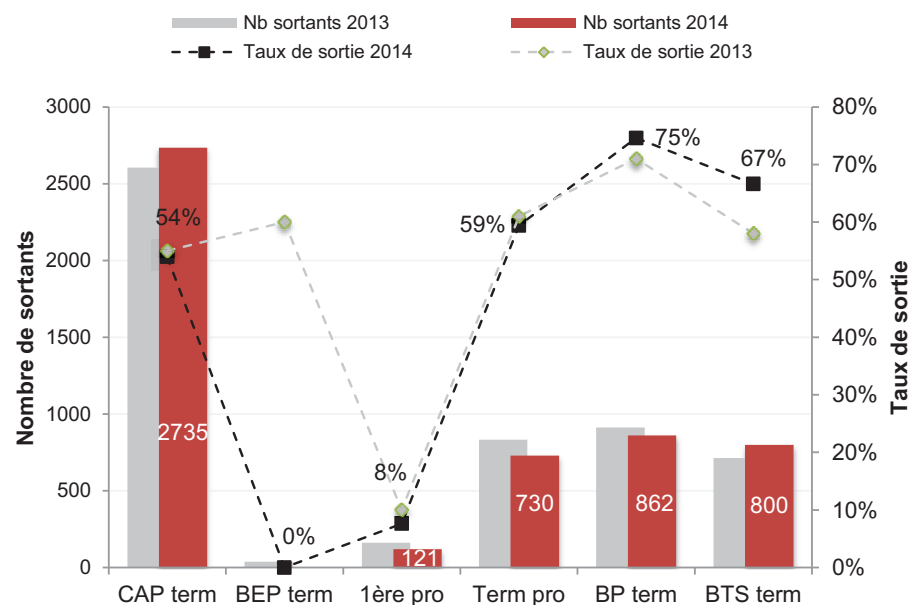 Nb sortants 2013
Nb sortants 2014
Taux de sortie 2014
Taux de sortie 2013
Nombre de sortants
3000
2500
2000
1500
1000
500
0
80%
70%
60%
50%
40%
30%
20%
10%
0%
Taux de sortie
54%
0%
8%
59%
75%
67%
2735
121
730
862
800
CAP term
BEP term
1ère pro
Term pro
BP term
BTS term